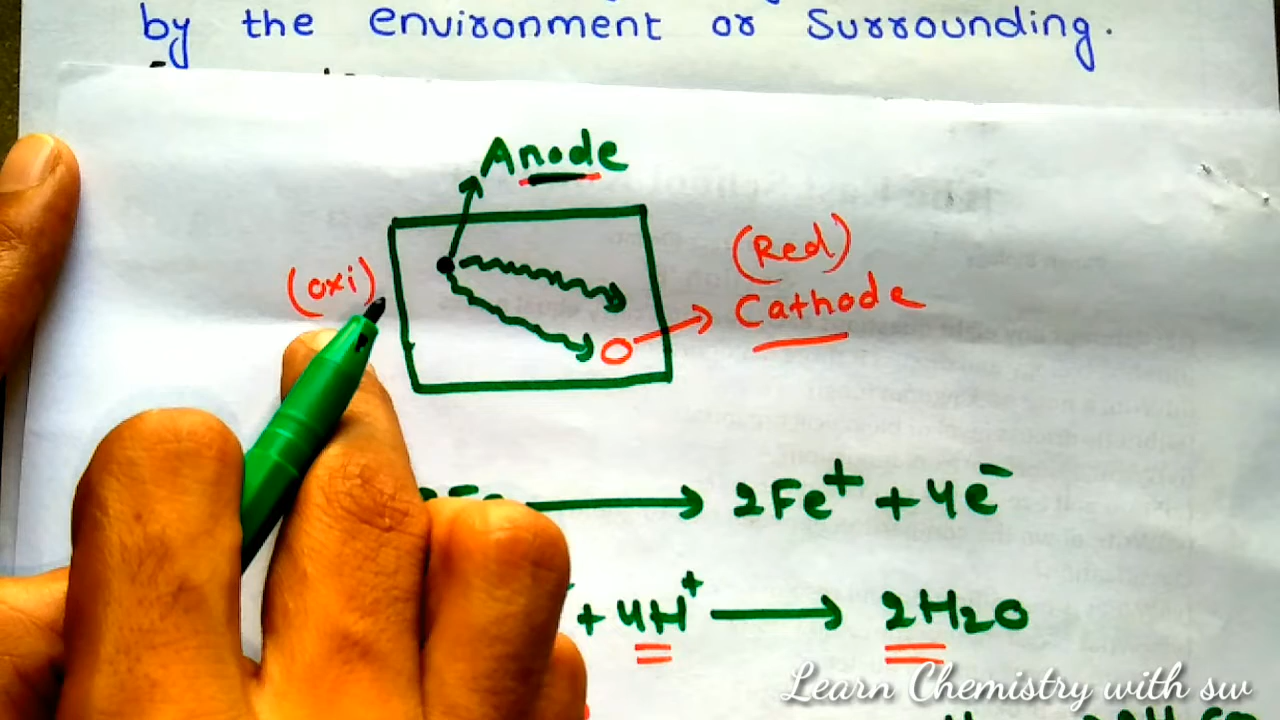 by the environment or Surrounding.
Anode
(Red)
(oxi)
Cathode
2Fe⁺ + 4e⁻
+ 4H⁺ → 2H₂O
Learn Chemistry with sw